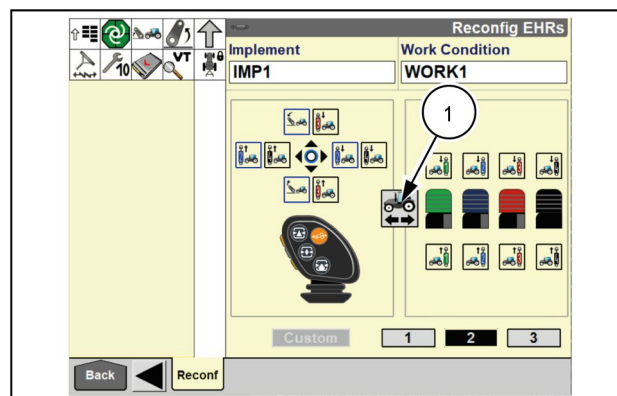 Reconfig EHRs
VT
10
Implement
Work Condition
IMP1
WORK1
1
Custom
1
2
3
Back
Reconf